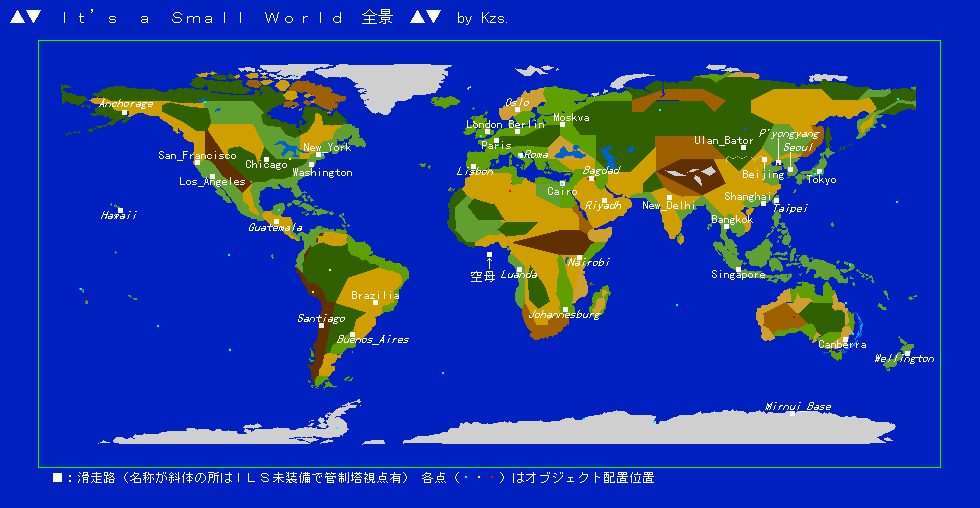 ▲▼ Ｉｔ’ｓ ａ Ｓｍａｌｌ Ｗｏｒｌｄ 全景 ▲▼ by Kzs.
Anchorage
Oslo
Moskva
London Berlin
Paris
Ulan_Bator
P'yongyang
Seoul
San_Francisco
New_York
Chicago
Washington
Roma
Lisbon
Bagdad
Beijing
Tokyo
Los_Angeles
Cairo
Riyadh
New_Delhi
Shanghai
Taipei
Hawaii
Guatemala
Bangkok
空母
↑
Luanda
Nairobi
Singapore
Brazilia
Santiago
Johannesburg
Buenos_Aires
Canberra
Wellington
Mirnui Base
■：滑走路（名称が斜体の所はＩＬＳ未装備で管制塔視点有） 各点（・・・）はオブジェクト配置位置